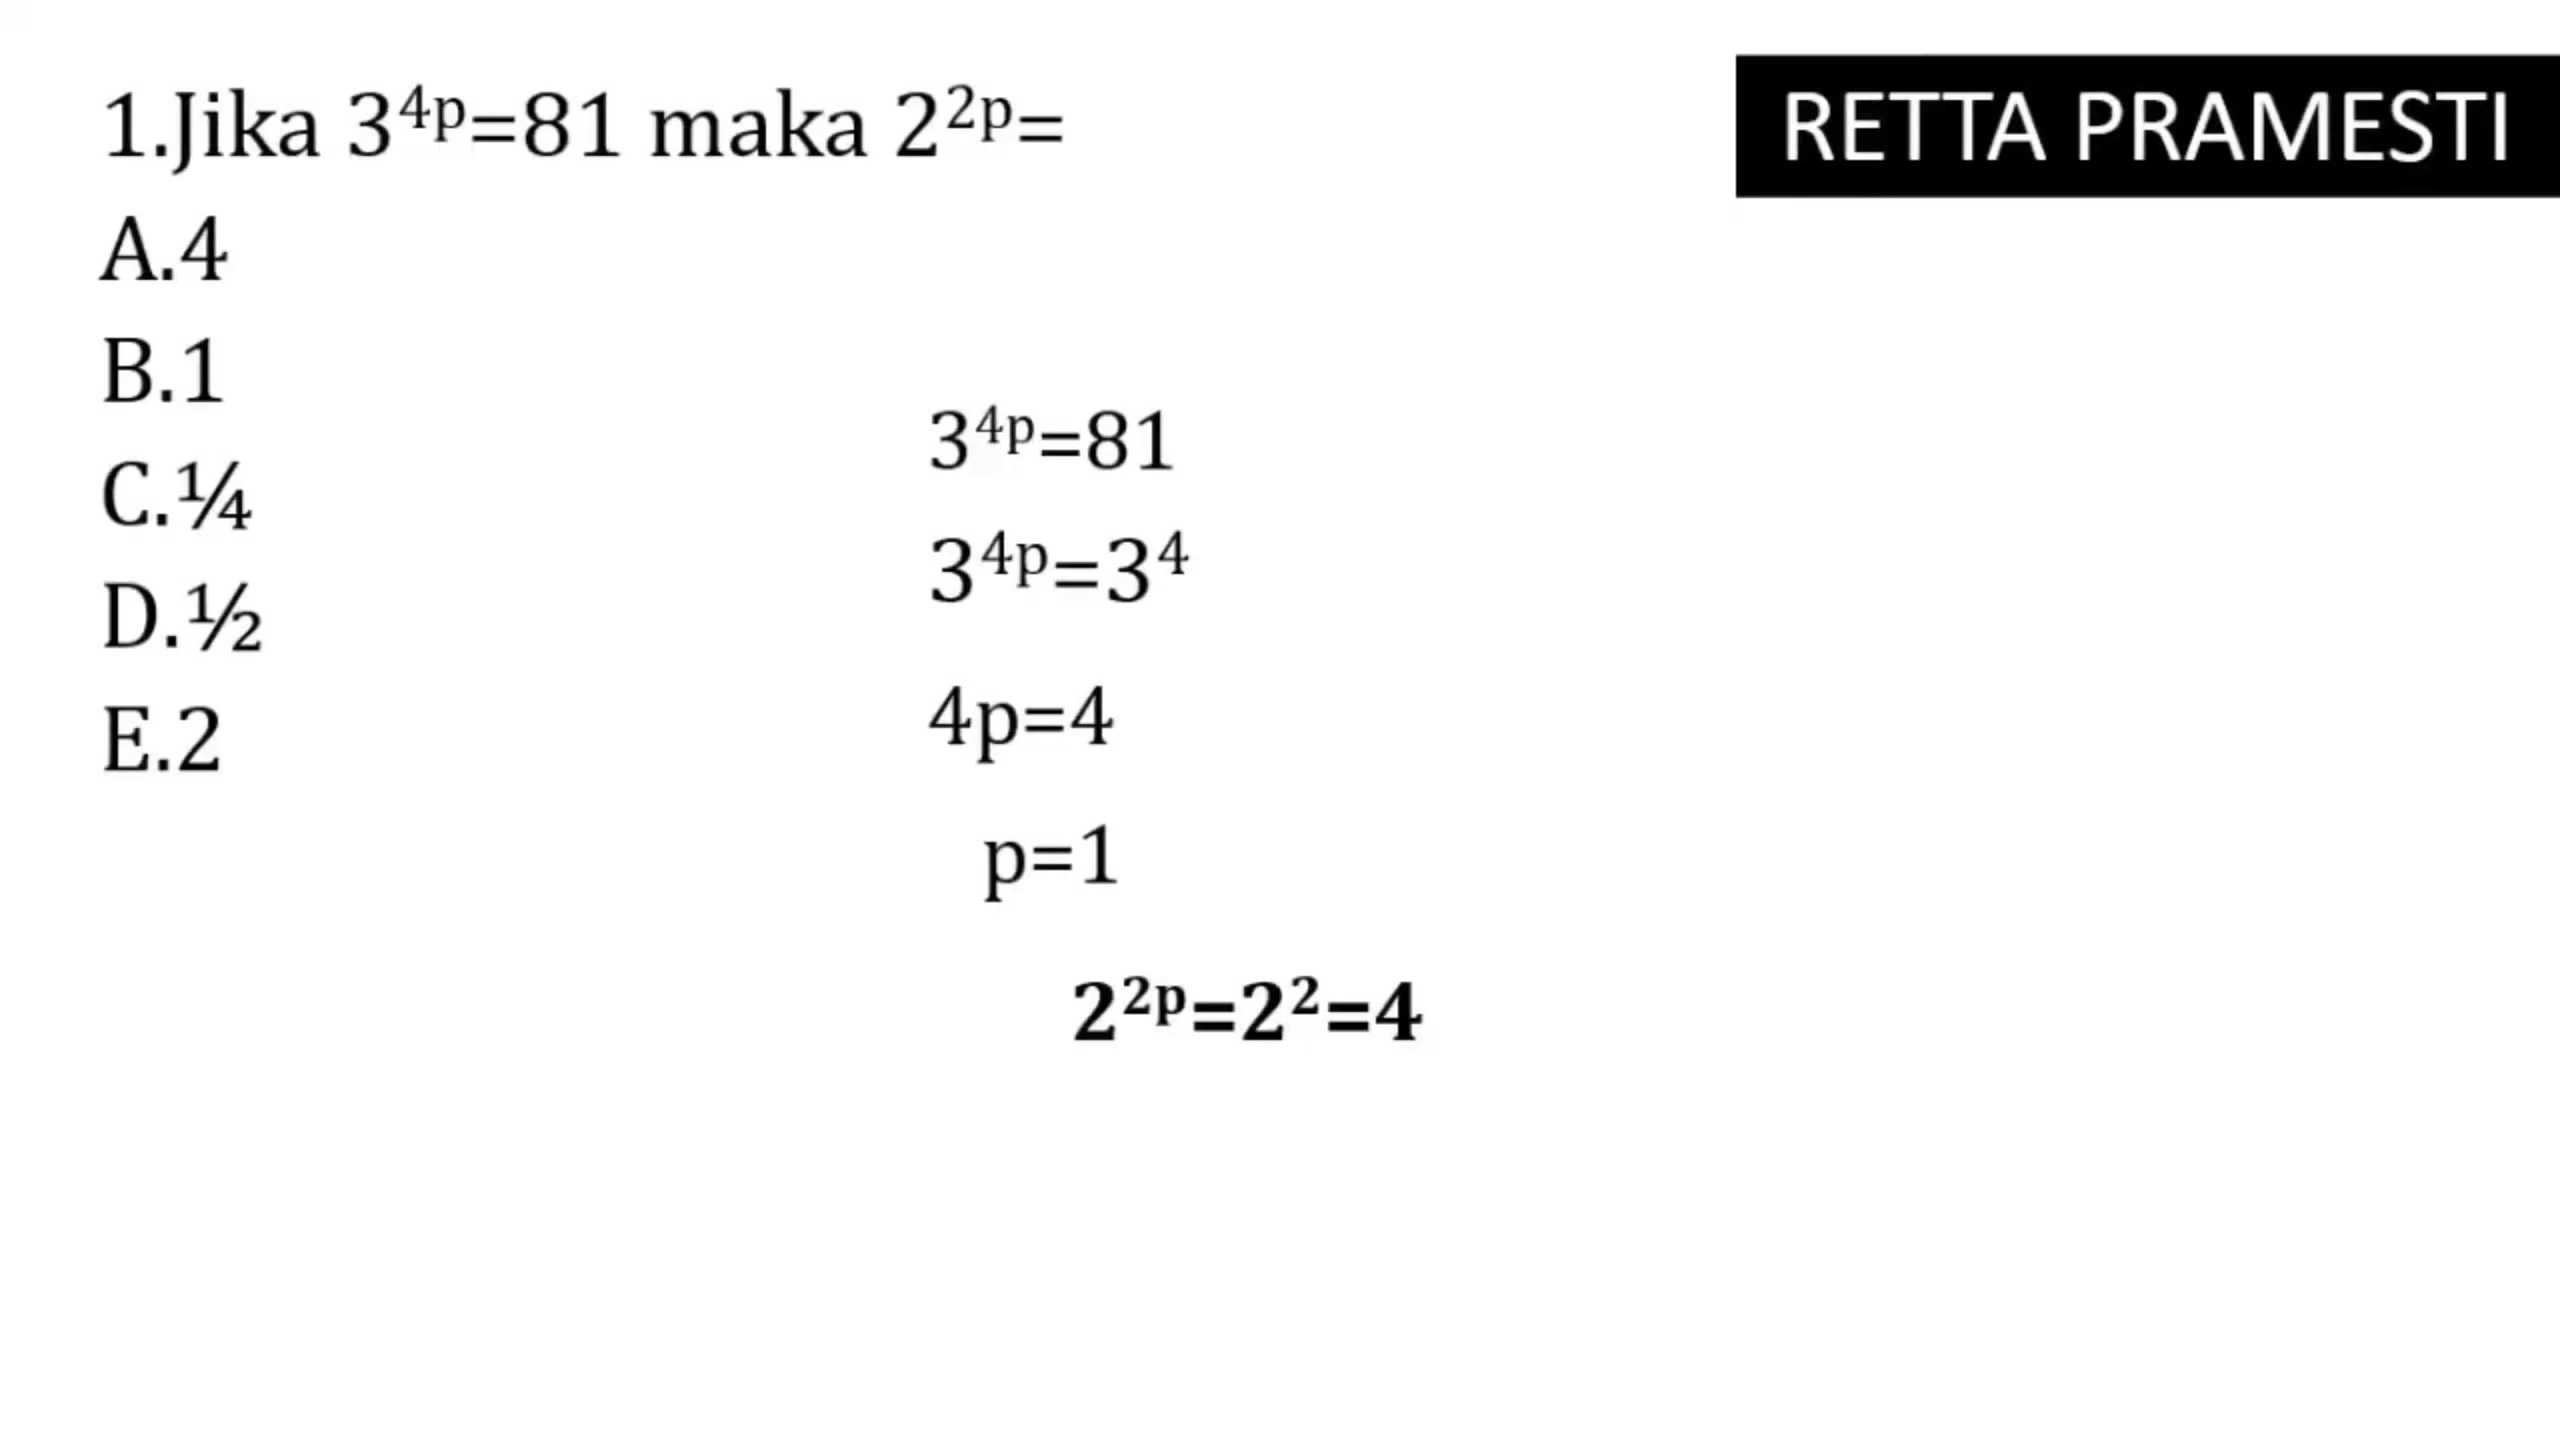 1.Jika 3⁴ᵖ=81 maka 2²ᵖ=
RETTA PRAMESTI
A.4
B.1
C.¼
D.½
E.2
3⁴ᵖ=81
3⁴ᵖ=3⁴
4p=4
p=1
2²ᵖ=2²=4